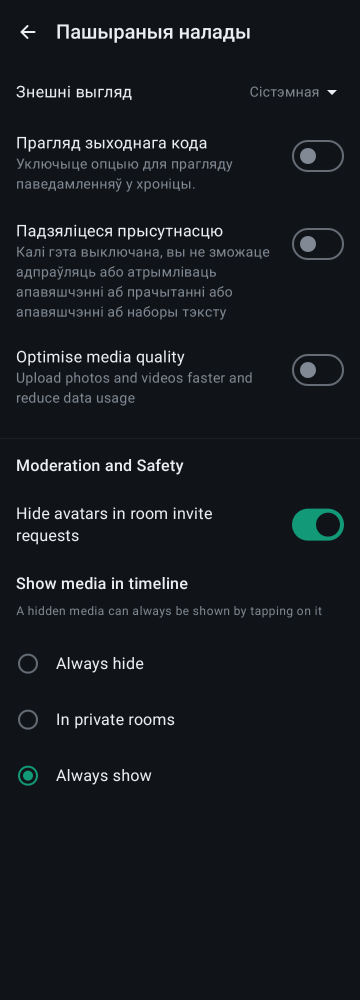 Пашыраныя налады
Знешні выгляд
Сістэмная
Прагляд зыходнага кода
Уключыце опцыю для прагляду
паведамленняў у хроніцы.
Падзяліцеся прысутнасцю
Калі гэта выключана, вы не зможаце
адпраўляць або атрымліваць
апавяшчэнні аб прачытанні або
апавяшчэнні аб наборы тэксту
Optimise media quality
Upload photos and videos faster and
reduce data usage
Moderation and Safety
Hide avatars in room invite
requests
Show media in timeline
A hidden media can always be shown by tapping on it
Always hide
In private rooms
Always show